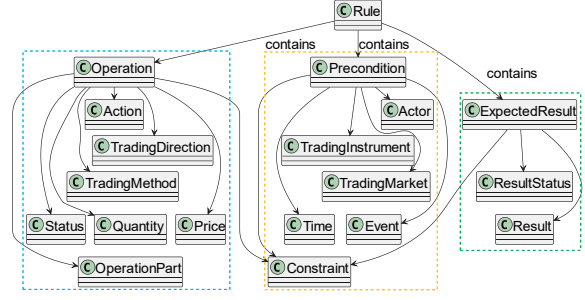 C Rule
contains
contains
contains
C Operation
C Precondition
C ExpectedResult
C Action
C Actor
C TradingDirection
C TradingInstrument
C TradingMethod
C TradingMarket
C ResultStatus
C Status
C Quantity
C Price
C Time
C Event
C Result
C OperationPart
C Constraint